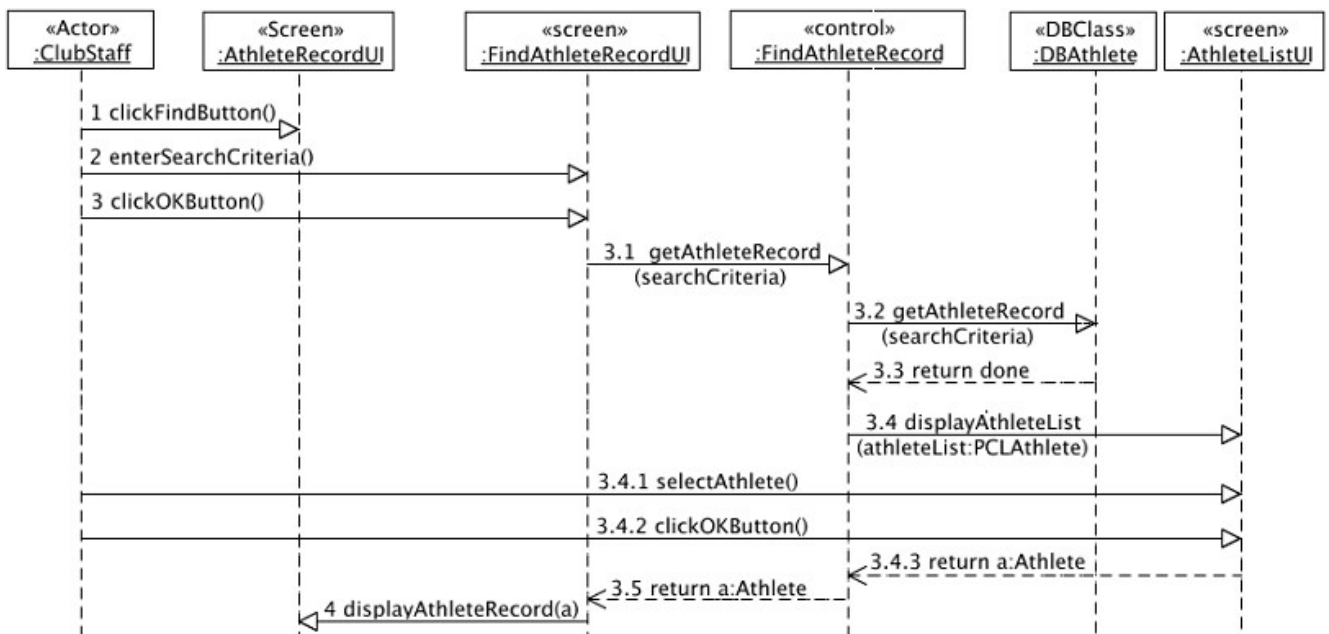 «Actor»
:ClubStaff
«Screen»
:AthleteRecordUI
«screen»
:FindAthleteRecordUI
«control»
:FindAthleteRecord
«DBClass»
:DBAthlete
«screen»
:AthleteListUI
1 clickFindButton()
2 enterSearchCriteria()
3 clickOKButton()
3.1 getAthleteRecord
(searchCriteria)
3.2 getAthleteRecord
(searchCriteria)
3.3 return done
3.4 displayAthleteList
(athleteList:PCLAthlete)
3.4.1 selectAthlete()
3.4.2 clickOKButton()
3.4.3 return a:Athlete
3.5 return a:Athlete
4 displayAthleteRecord(a)